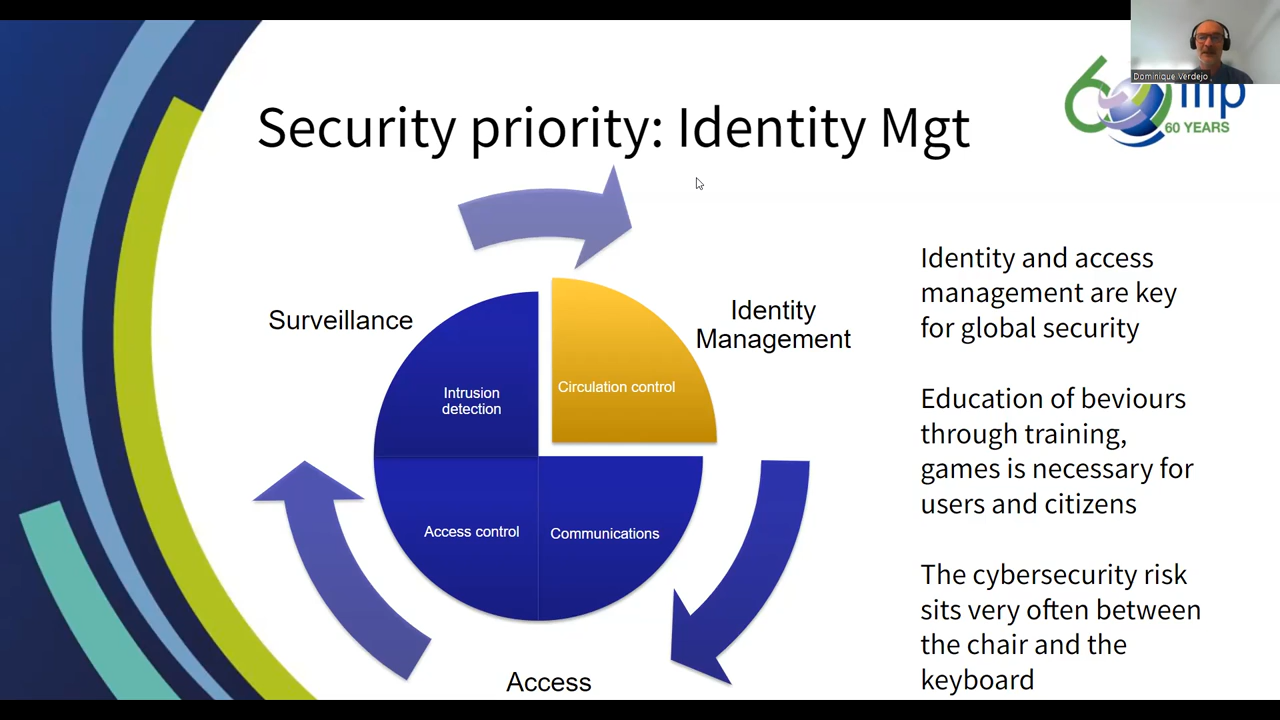 Dominique Verdejo
60 YEARS
Security priority: Identity Mgt
Surveillance
Identity
Management
Intrusion
detection
Circulation control
Access control
Communications
Access
Identity and access
management are key
for global security
Education of beviours
through training,
games is necessary for
users and citizens
The cybersecurity risk
sits very often between
the chair and the
keyboard